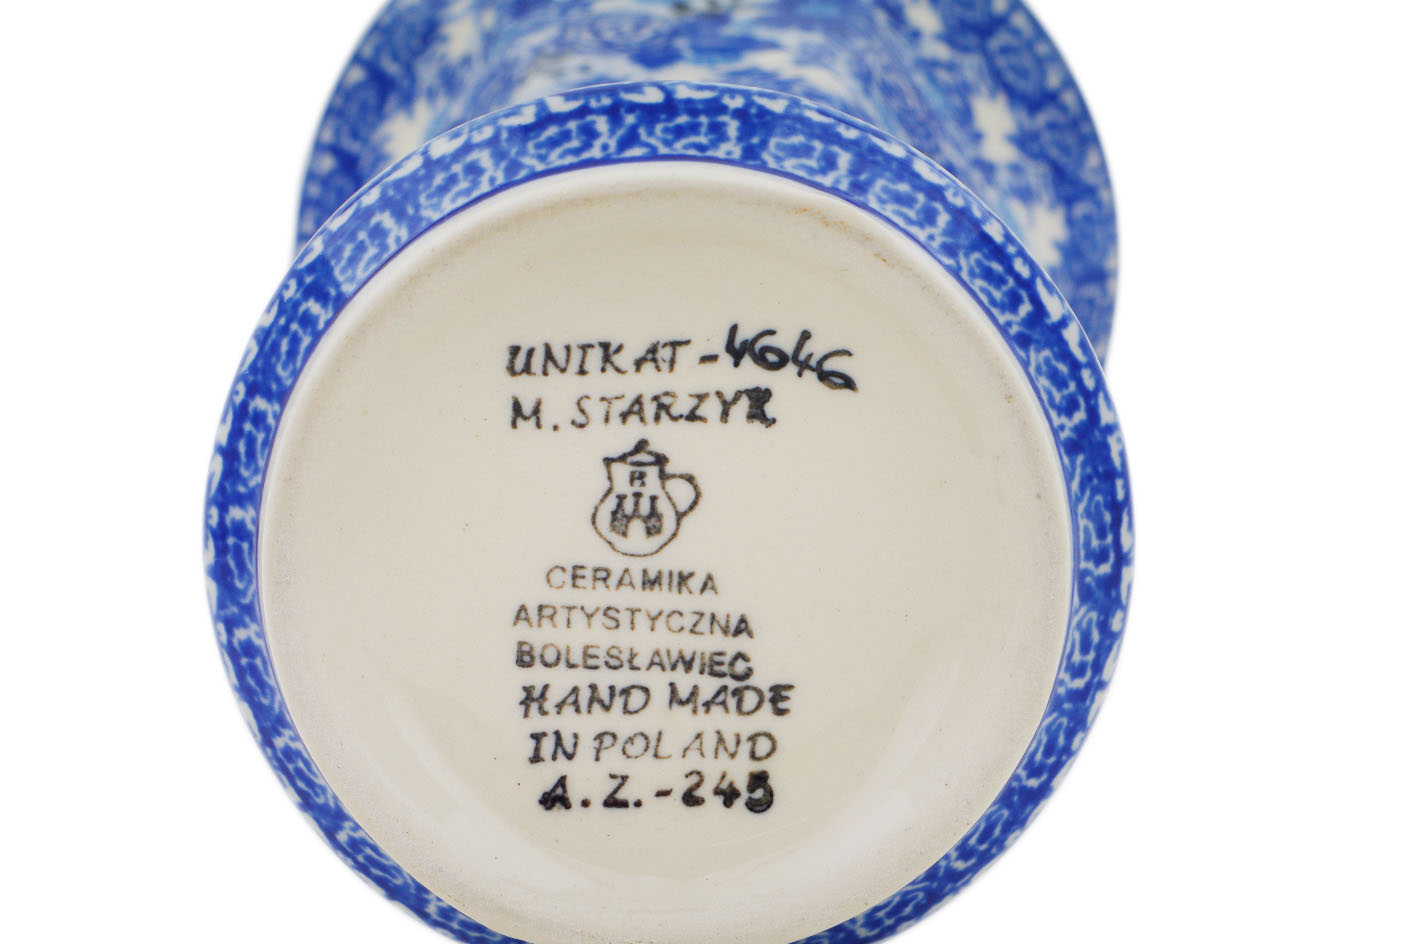 UNIKAT-4646
M. STARZYK
B
CERAMIKA
ARTYSTYCZNA
BOLESŁAWIEC
HAND MADE
IN POLAND
A.Z.-245